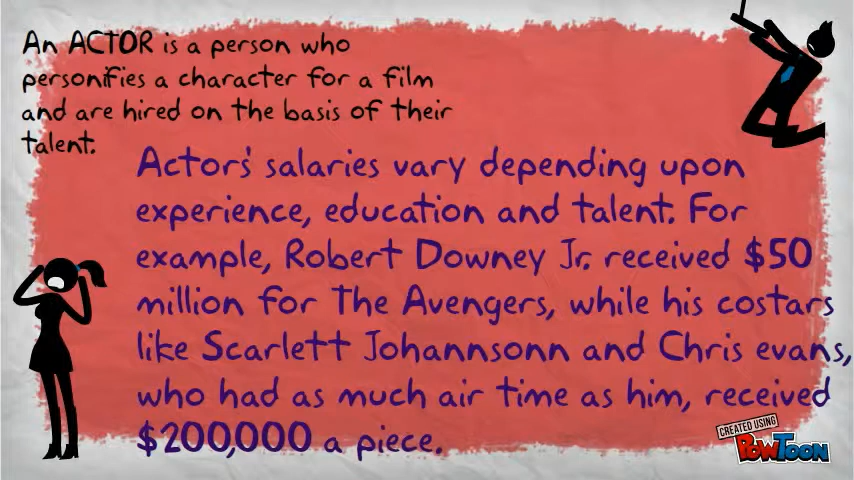 An ACTOR is a person who
personifies a character for a film
and are hired on the basis of their
talent.
Actors' salaries vary depending upon
experience, education and talent. For
example, Robert Downey Jr. received $50
million for The Avengers, while his costars
like Scarlett Johannsonn and Chris evans,
who had as much air time as him, received
$200,000 a piece.
CREATED USING
POWTOON